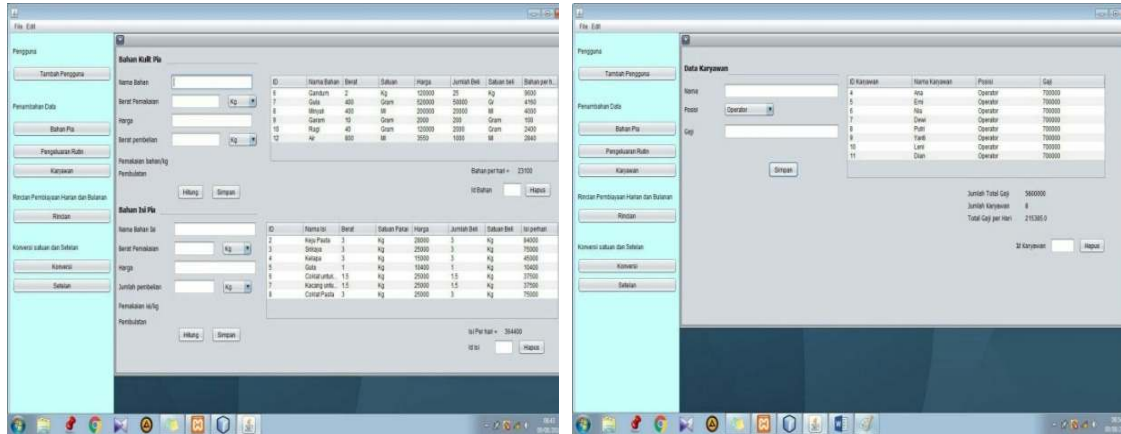 File Edit
Pengguna
Tambah Pengguna
Penambahan Data
Bahan Pia
Pengeluaran Rutin
Karyawan
Rincian Pembiayaan Harian dan Bulanan
Rincian
Konversi satuan dan Setelan
Konversi
Setelan
Bahan Kulit Pia
Nama Bahan
Berat Pemakaian Kg
Harga
Berat pembelian Kg
Pemakaian bahan/kg
Pembulatan
Hitung Simpan
ID Nama Bahan Berat Satuan Harga Jumlah Beli Satuan beli Bahan per h...
6 Gandum 2 Kg 120000 25 Kg 9600
7 Gula 400 Gram 520000 50000 Gr 4160
8 Minyak 400 Ml 200000 20000 Ml 4000
9 Garam 10 Gram 2000 200 Gram 100
10 Ragi 40 Gram 120000 2000 Gram 2400
12 Air 800 Ml 3550 1000 Ml 2840
Bahan per hari = 23100
Id Bahan Hapus
Bahan Isi Pia
Nama Bahan Isi
Berat Pemakaian Kg
Harga
Jumlah pembelian Kg
Pemakaian isi/kg
Pembulatan
Hitung Simpan
ID Nama Isi Berat Satuan Pakai Harga Jumlah Beli Satuan Beli Isi perhari
2 Keju Pasta 3 Kg 28000 3 Kg 84000
3 Srikaya 3 Kg 25000 3 Kg 75000
4 Kelapa 3 Kg 15000 3 Kg 45000
5 Gula 1 Kg 10400 1 Kg 10400
6 Coklat untuk... 1.5 Kg 25000 1.5 Kg 37500
7 Kacang untu... 1.5 Kg 25000 1.5 Kg 37500
8 Coklat Pasta 3 Kg 25000 3 Kg 75000
Isi Per hari = 364400
Id Isi Hapus
File Edit
Pengguna
Tambah Pengguna
Penambahan Data
Bahan Pia
Pengeluaran Rutin
Karyawan
Rincian Pembiayaan Harian dan Bulanan
Rincian
Konversi satuan dan Setelan
Konversi
Setelan
Data Karyawan
Nama
Posisi Operator
Gaji
Simpan
ID Karyawan Nama Karyawan Posisi Gaji
4 Ana Operator 700000
5 Erni Operator 700000
6 Nia Operator 700000
7 Dewi Operator 700000
8 Putri Operator 700000
9 Yanti Operator 700000
10 Leni Operator 700000
11 Dian Operator 700000
Jumlah Total Gaji 5600000
Jumlah Karyawan 8
Total Gaji per Hari 215385.0
Id Karyawan Hapus